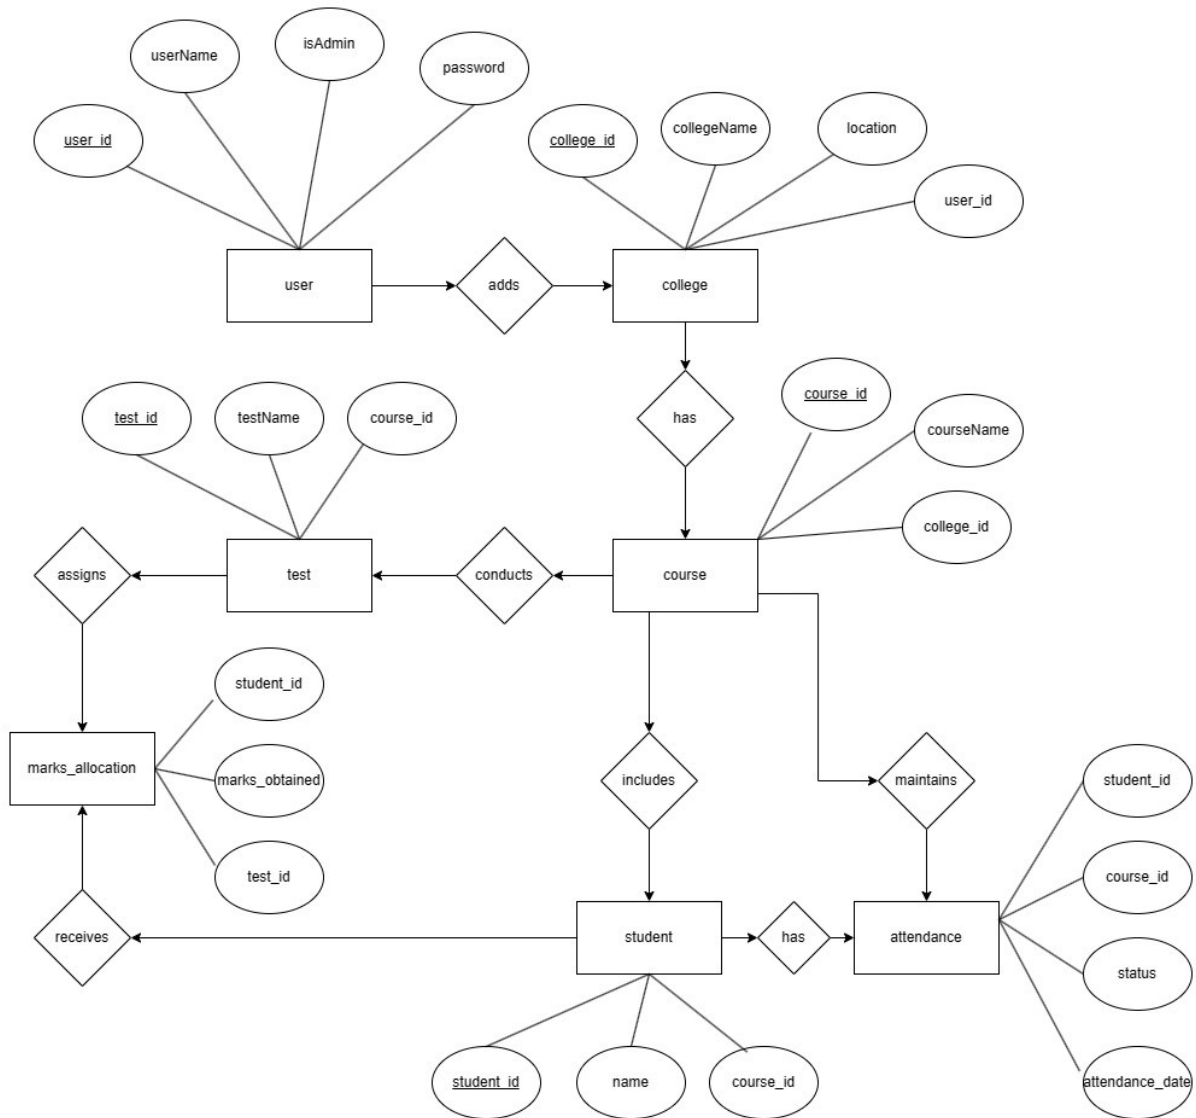 isAdmin
userName
password
user_id
college_id
collegeName
location
user_id
user
adds
college
course_id
test_id
testName
course_id
has
courseName
college_id
assigns
test
conducts
course
student_id
marks_allocation
marks_obtained
includes
maintains
student_id
test_id
course_id
receives
student
has
attendance
status
student_id
name
course_id
attendance_date